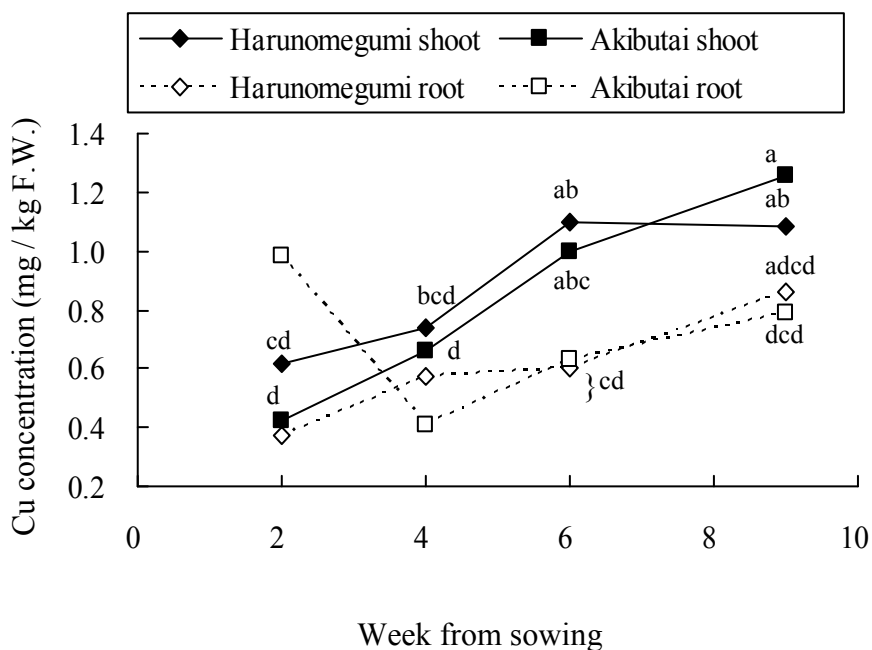 Harunomegumi shoot Akibutai shoot
Harunomegumi root Akibutai root
Cu concentration (mg / kg F.W.)
1.4
1.2
1.0
0.8
0.6
0.4
0.2
a
ab
ab
abc
adcd
bcd
cd
d
dcd
}cd
d
0 2 4 6 8 10
Week from sowing